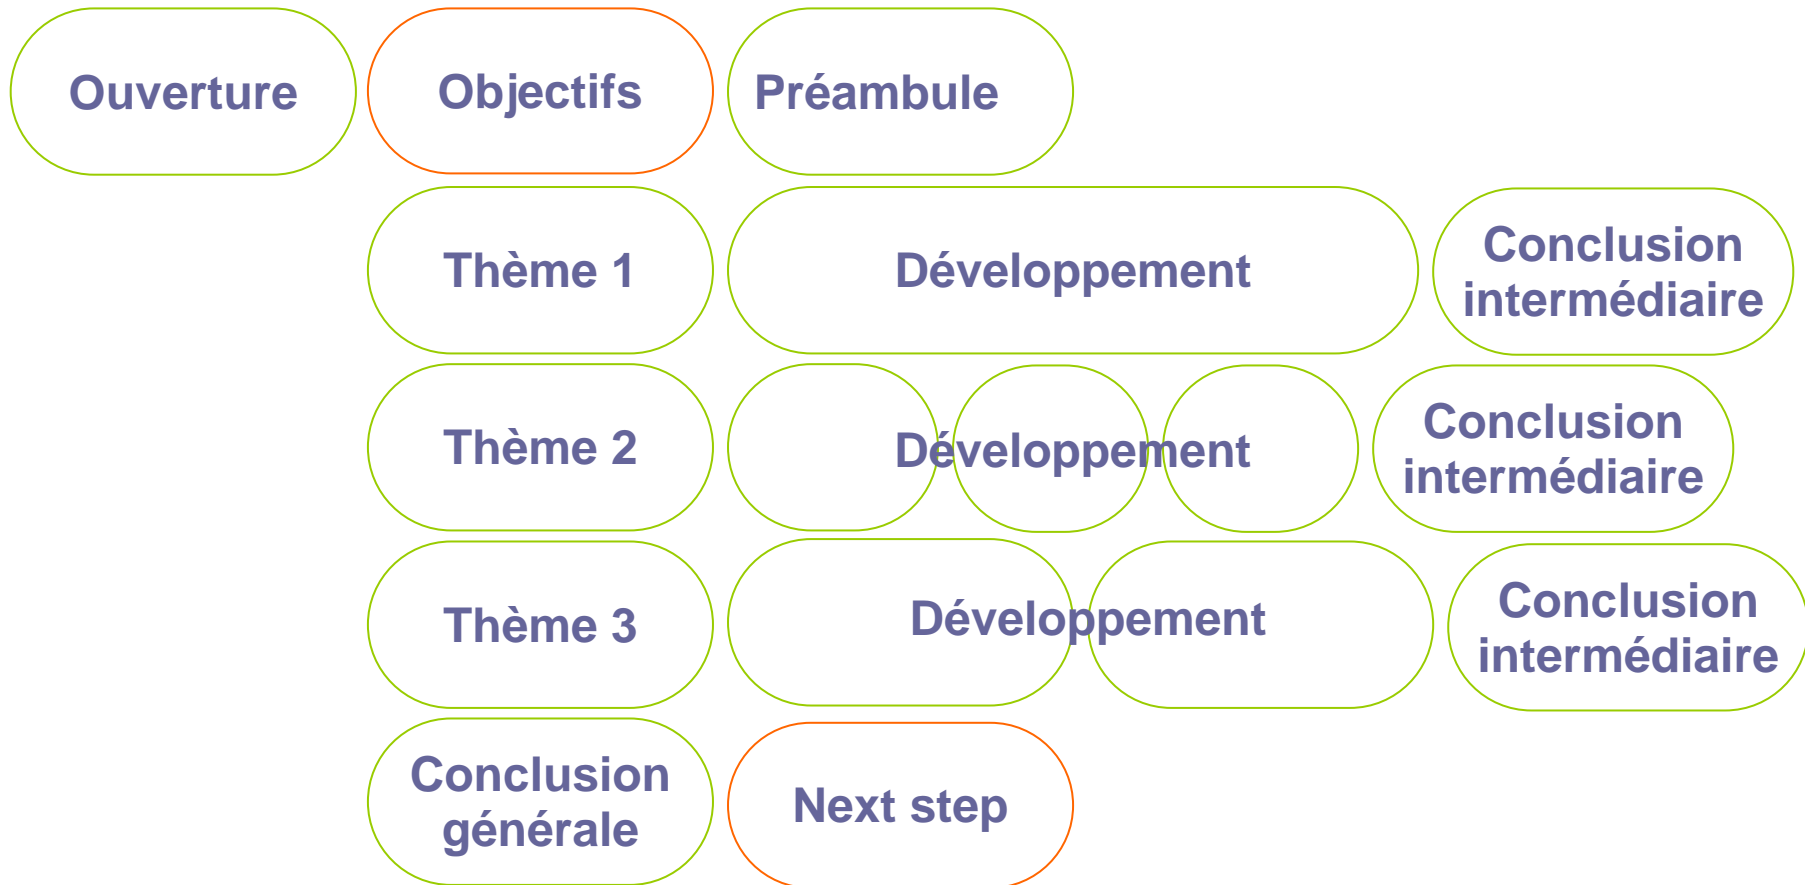 Ouverture
Objectifs
Préambule
Thème 1
Développement
Conclusion
intermédiaire
Thème 2
Développement
Conclusion
intermédiaire
Thème 3
Développement
Conclusion
intermédiaire
Conclusion
générale
Next step